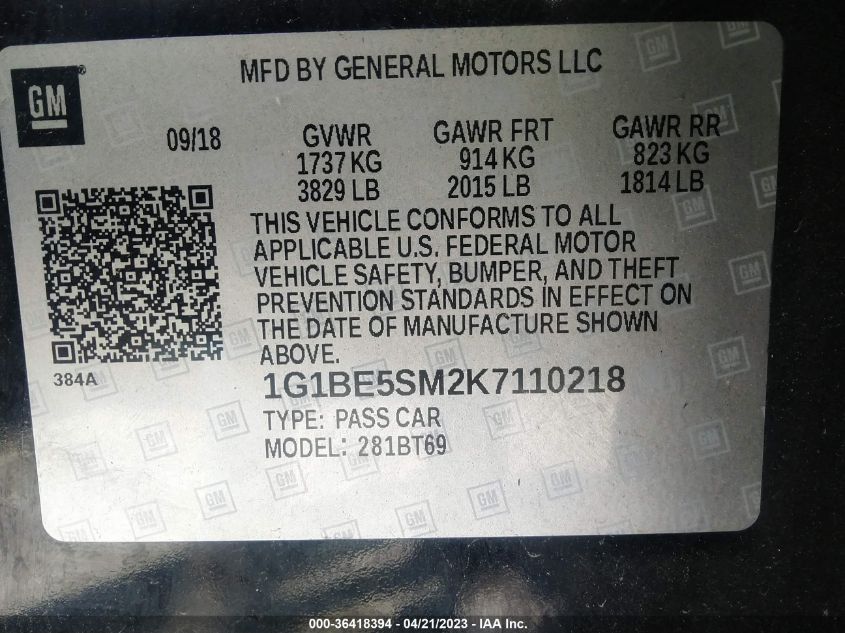 MFD BY GENERAL MOTORS LLC
GM
®
09/18 GVWR GAWR FRT GAWR RR
1737 KG 914 KG 823 KG
3829 LB 2015 LB 1814 LB
THIS VEHICLE CONFORMS TO ALL
APPLICABLE U.S. FEDERAL MOTOR
VEHICLE SAFETY, BUMPER, AND THEFT
PREVENTION STANDARDS IN EFFECT ON
THE DATE OF MANUFACTURE SHOWN
ABOVE.
384A
1G1BE5SM2K7110218
TYPE: PASS CAR
MODEL: 281BT69
000-36418394 - 04/21/2023 - IAA Inc.